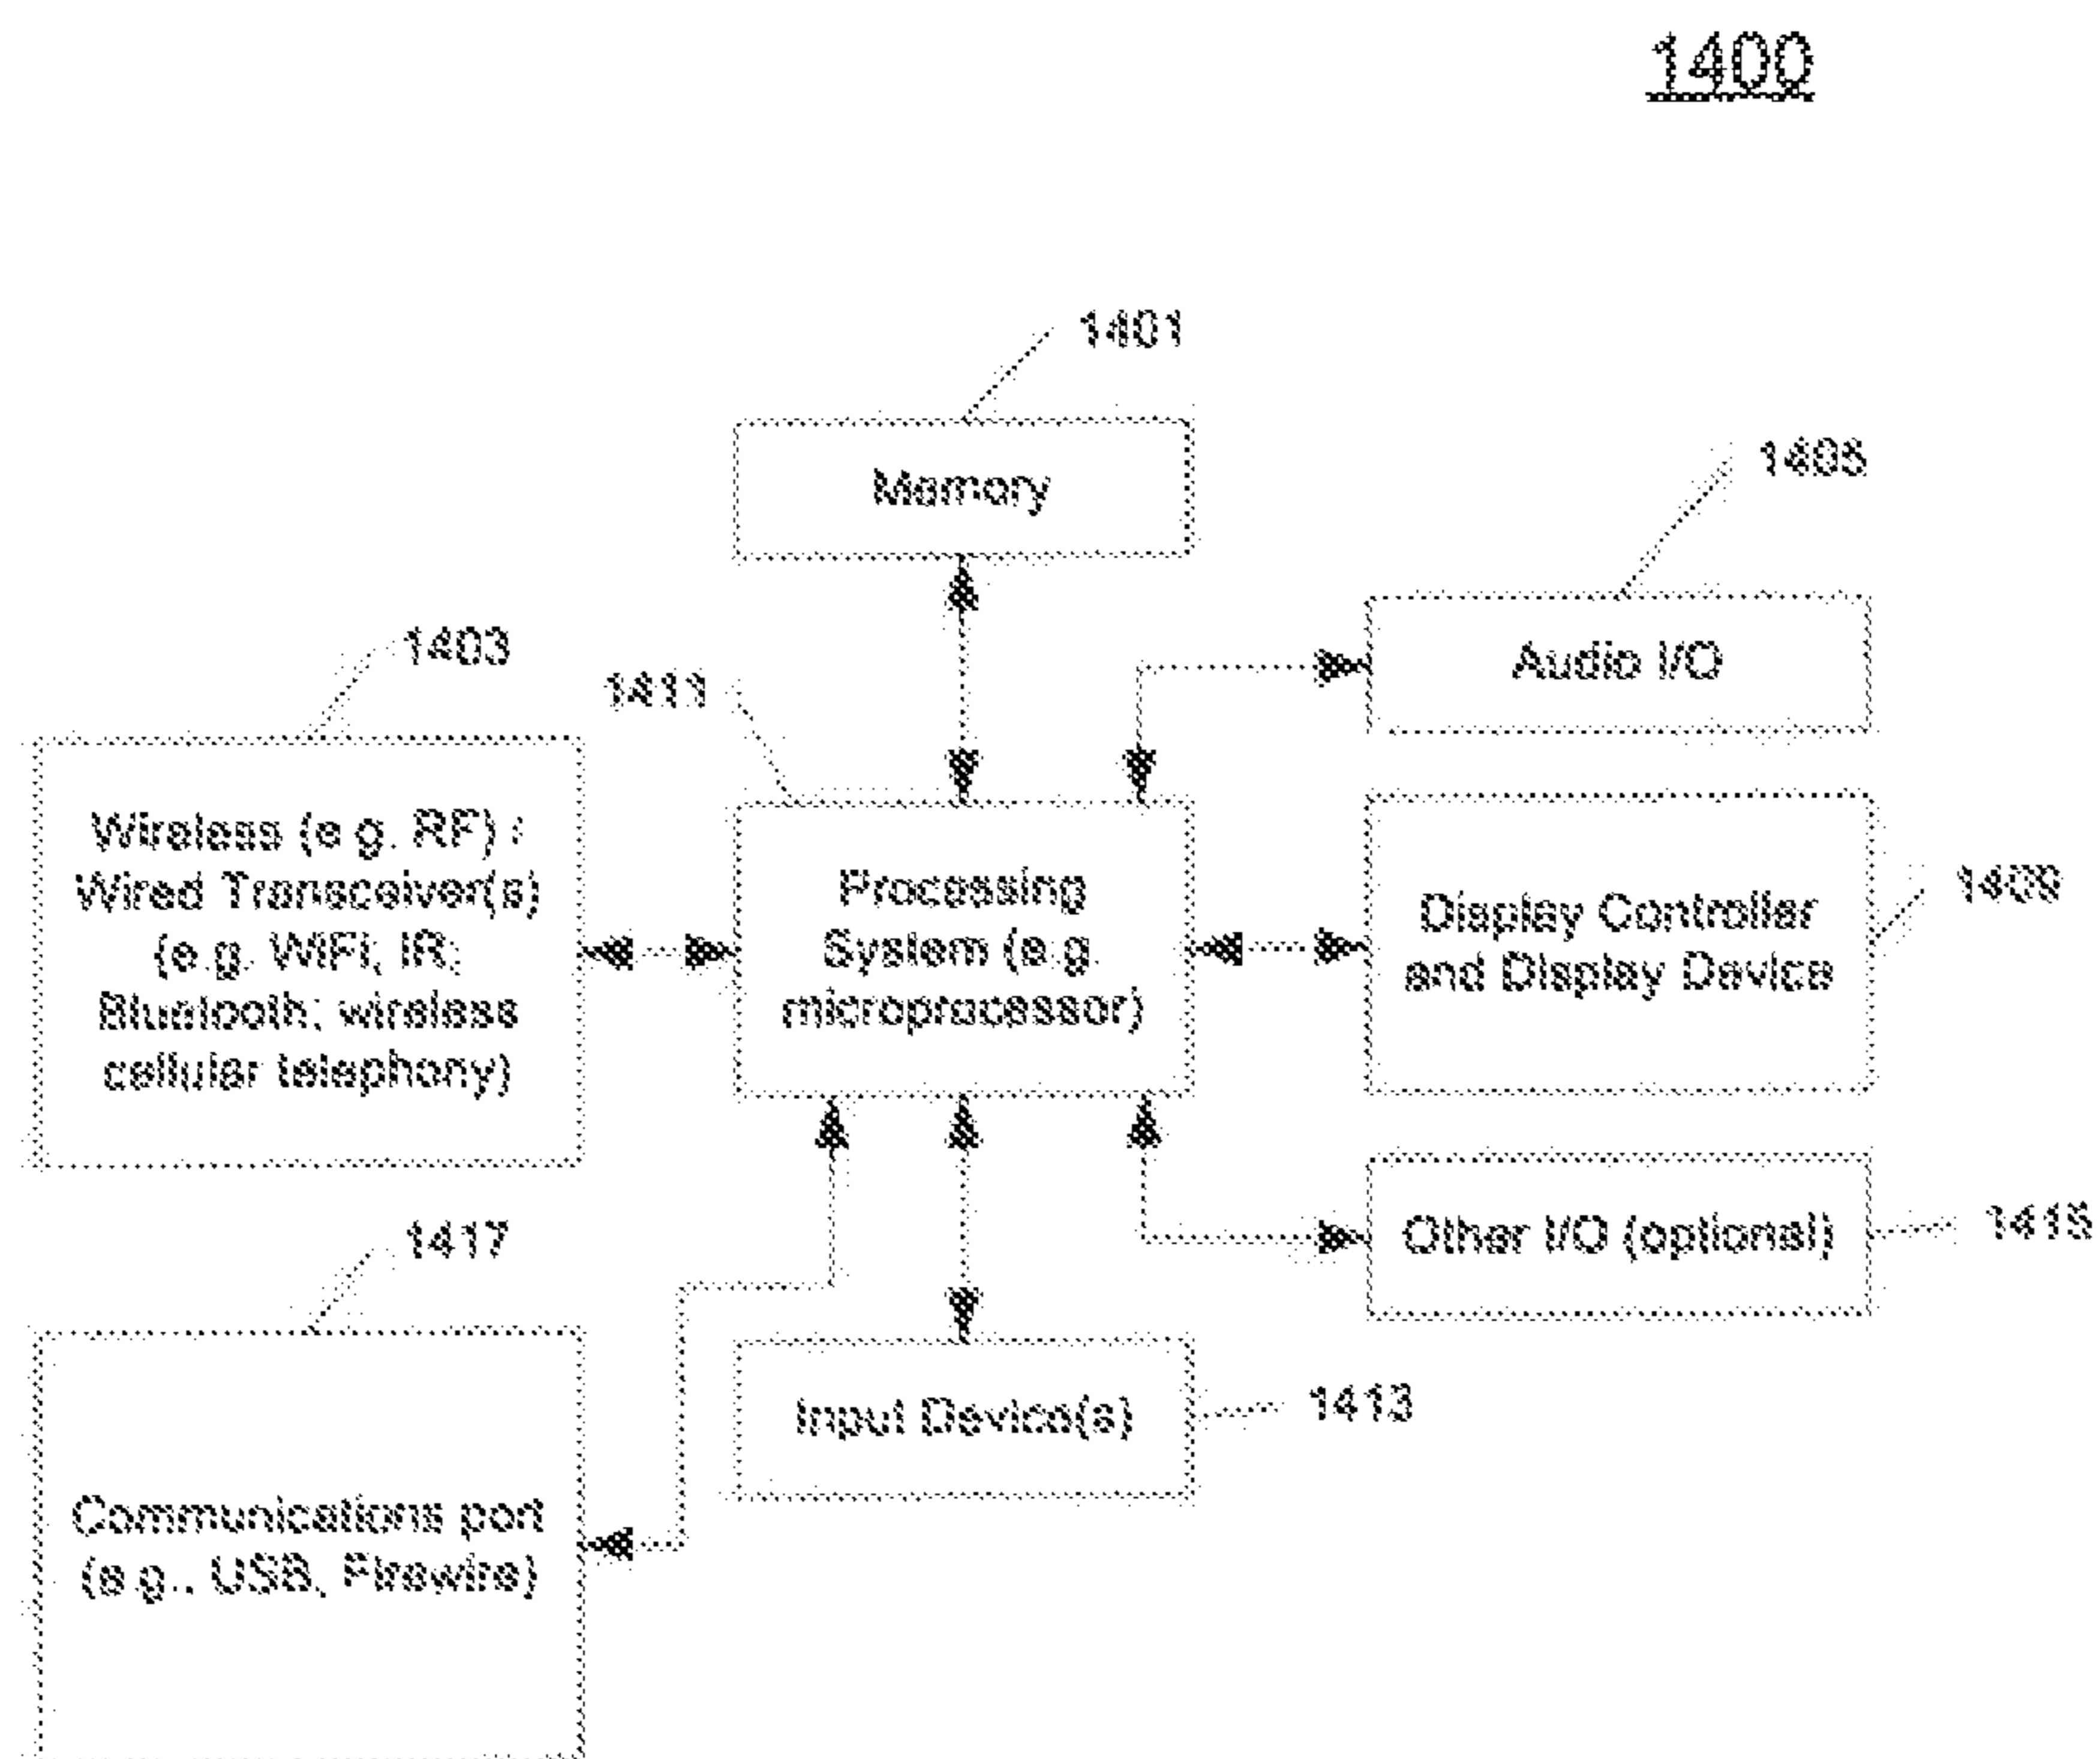 1400
1401
Memory
1405
Audio I/O
1403
1411
Wireless (e.g. RF) /
Wired Transceiver(s)
(e.g. WiFi; IR;
Bluetooth; wireless
cellular telephony)
Processing
System (e.g.
microprocessor)
Display Controller
and Display Device
1409
Other I/O (optional)
1415
1417
Input Device(s)
1413
Communications port
(e.g., USB, Firewire)